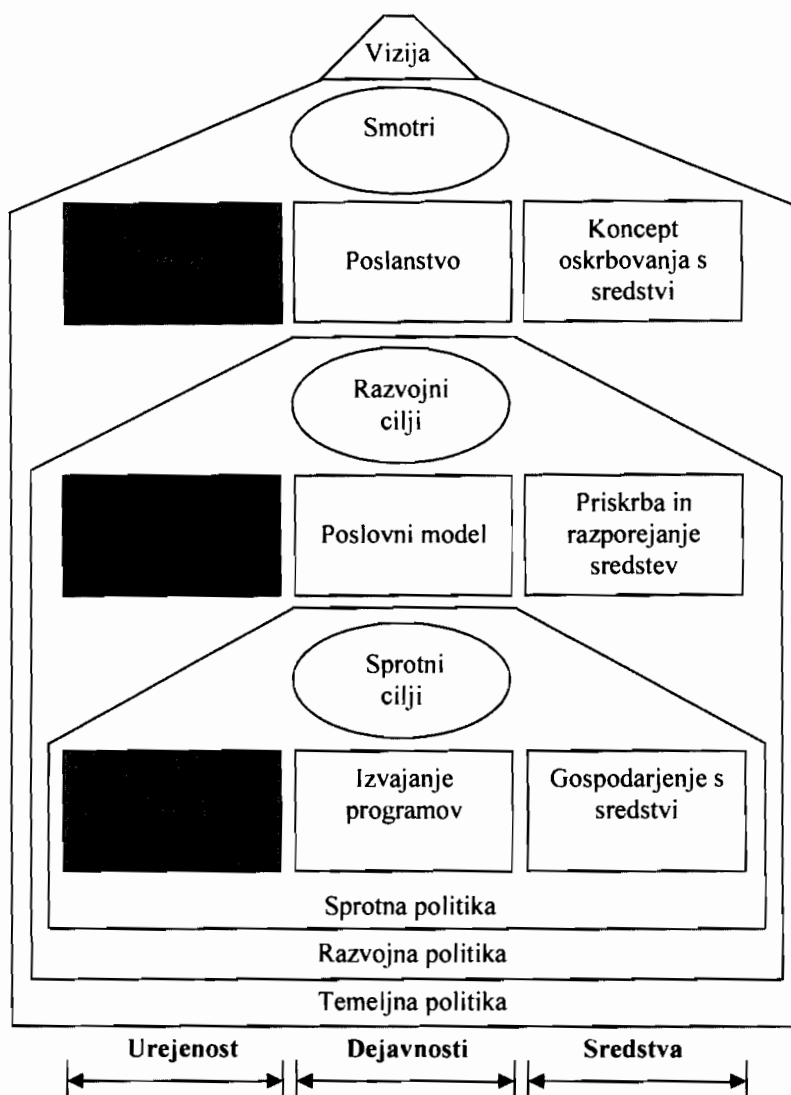 Vizija
Smotri
Poslanstvo
Koncept
oskrbovanja s
sredstvi
Razvojni
cilji
Poslovni model
Priskrba in
razporejanje
sredstev
Sprotni
cilji
Izvajanje
programov
Gospodarjenje s
sredstvi
Sprotna politika
Razvojna politika
Temeljna politika
Urejenost
Dejavnosti
Sredstva